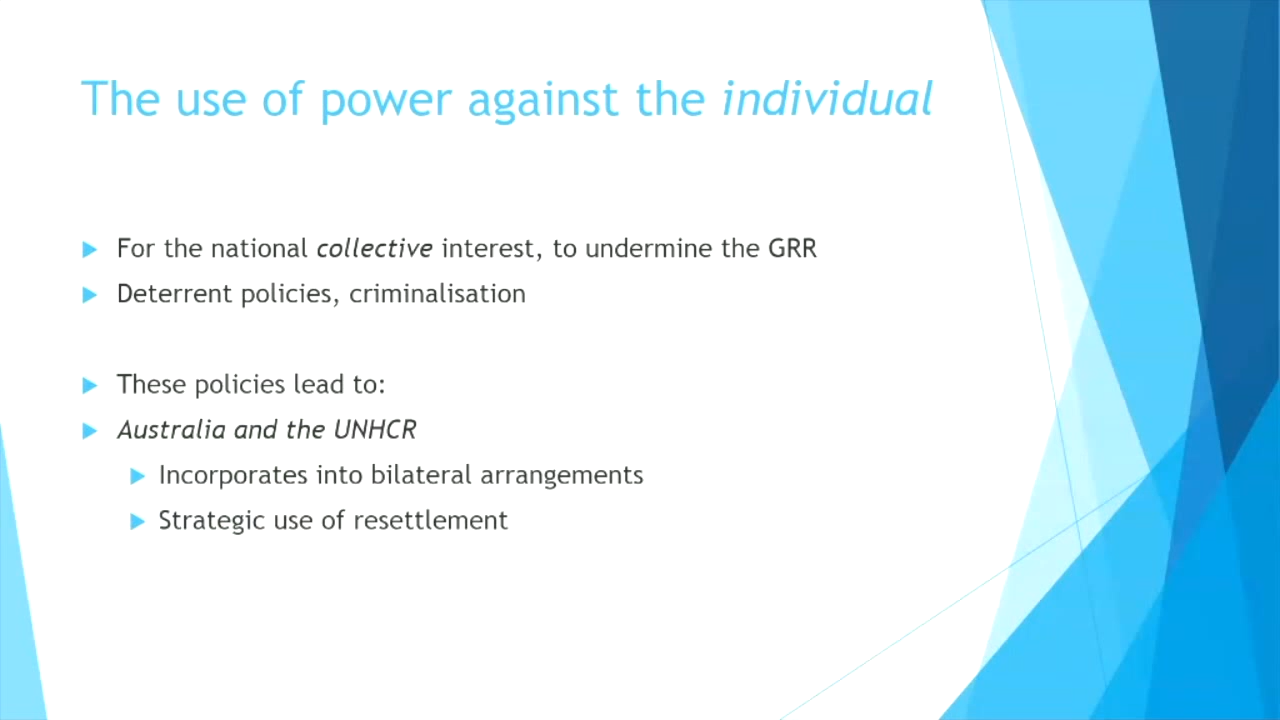 The use of power against the individual
For the national collective interest, to undermine the GRR
Deterrent policies, criminalisation
These policies lead to:
Australia and the UNHCR
Incorporates into bilateral arrangements
Strategic use of resettlement